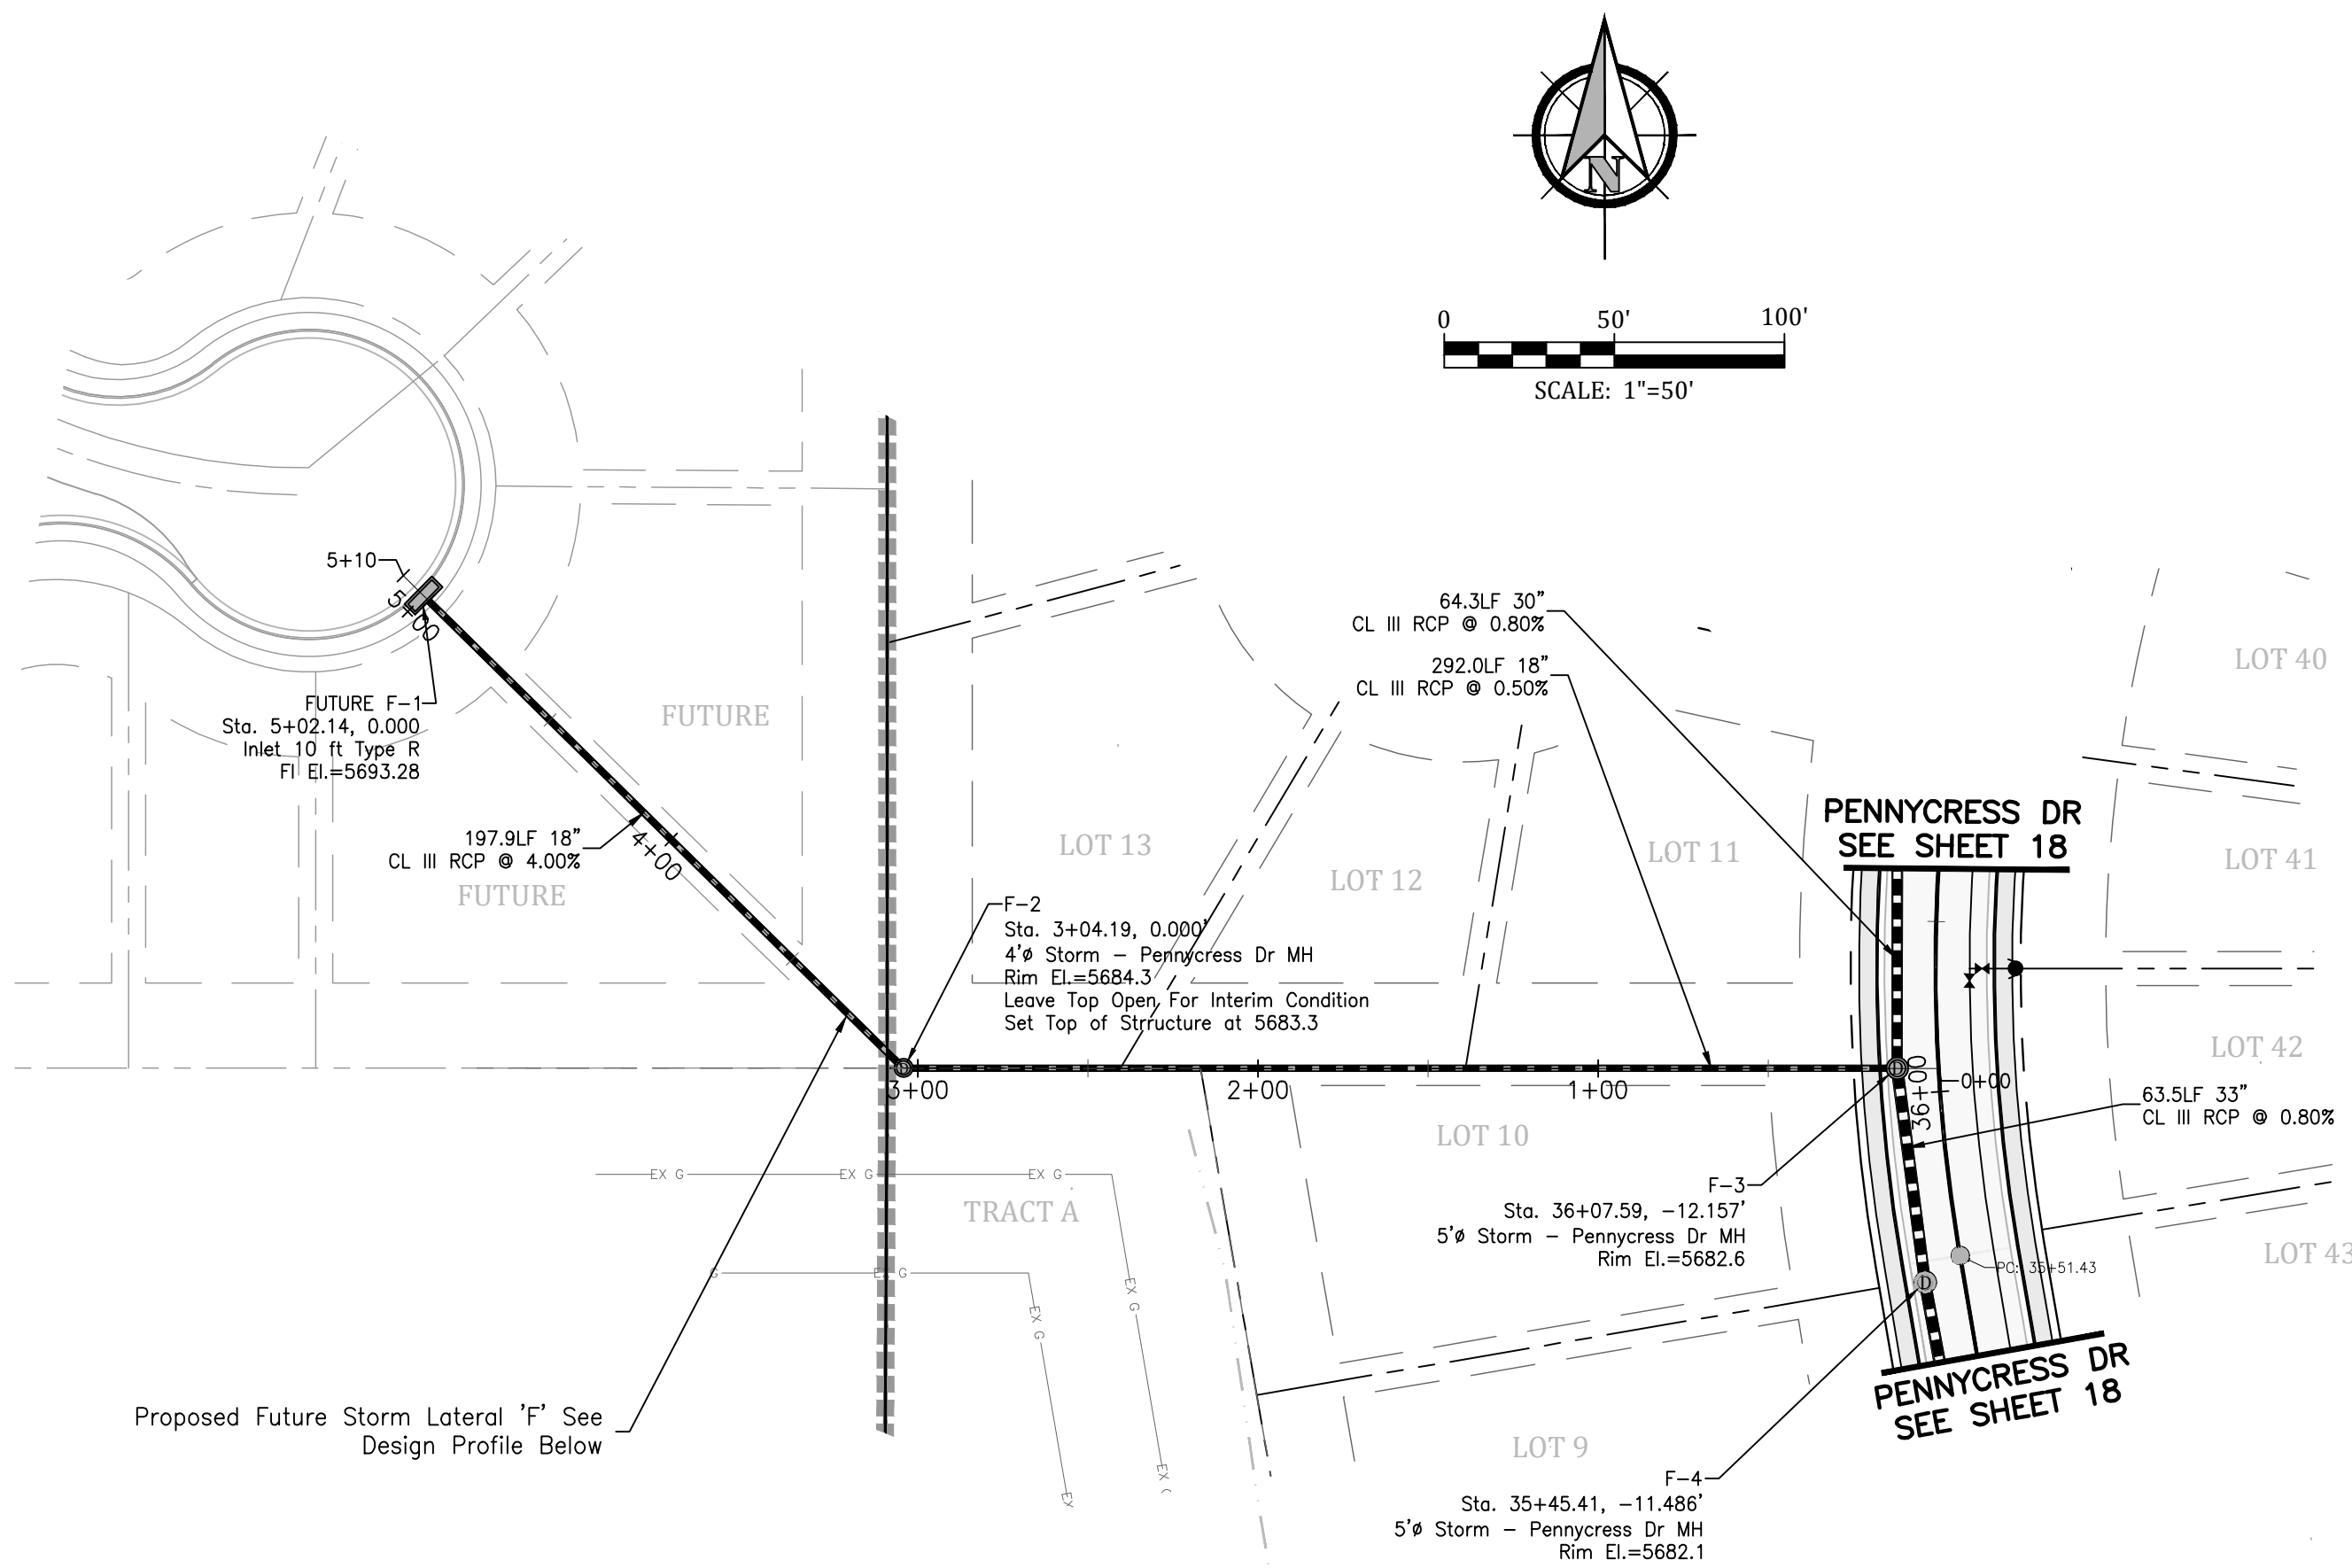 N
0 50' 100'
SCALE: 1"=50'
5+10
5+00
FUTURE F-1
Sta. 5+02.14, 0.000
Inlet 10 ft Type R
Fl El.=5693.28
197.9LF 18"
CL III RCP @ 4.00%
4+00
FUTURE
FUTURE
64.3LF 30"
CL III RCP @ 0.80%
292.0LF 18"
CL III RCP @ 0.50%
LOT 40
LOT 41
LOT 42
LOT 43
LOT 13
LOT 12
LOT 11
PENNYCRESS DR
SEE SHEET 18
F-2
Sta. 3+04.19, 0.000'
4'ø Storm - Pennycress Dr MH
Rim El.=5684.3
Leave Top Open For Interim Condition
Set Top of Strructure at 5683.3
3+00
2+00
1+00
0+00
36+00
63.5LF 33"
CL III RCP @ 0.80%
LOT 10
EX G
EX G
EX G
TRACT A
G
EX G
EX G
EX G
EX
EX
F-3
Sta. 36+07.59, -12.157'
5'ø Storm - Pennycress Dr MH
Rim El.=5682.6
D
D
D
PC: 35+51.43
PENNYCRESS DR
SEE SHEET 18
Proposed Future Storm Lateral 'F' See
Design Profile Below
LOT 9
F-4
Sta. 35+45.41, -11.486'
5'ø Storm - Pennycress Dr MH
Rim El.=5682.1